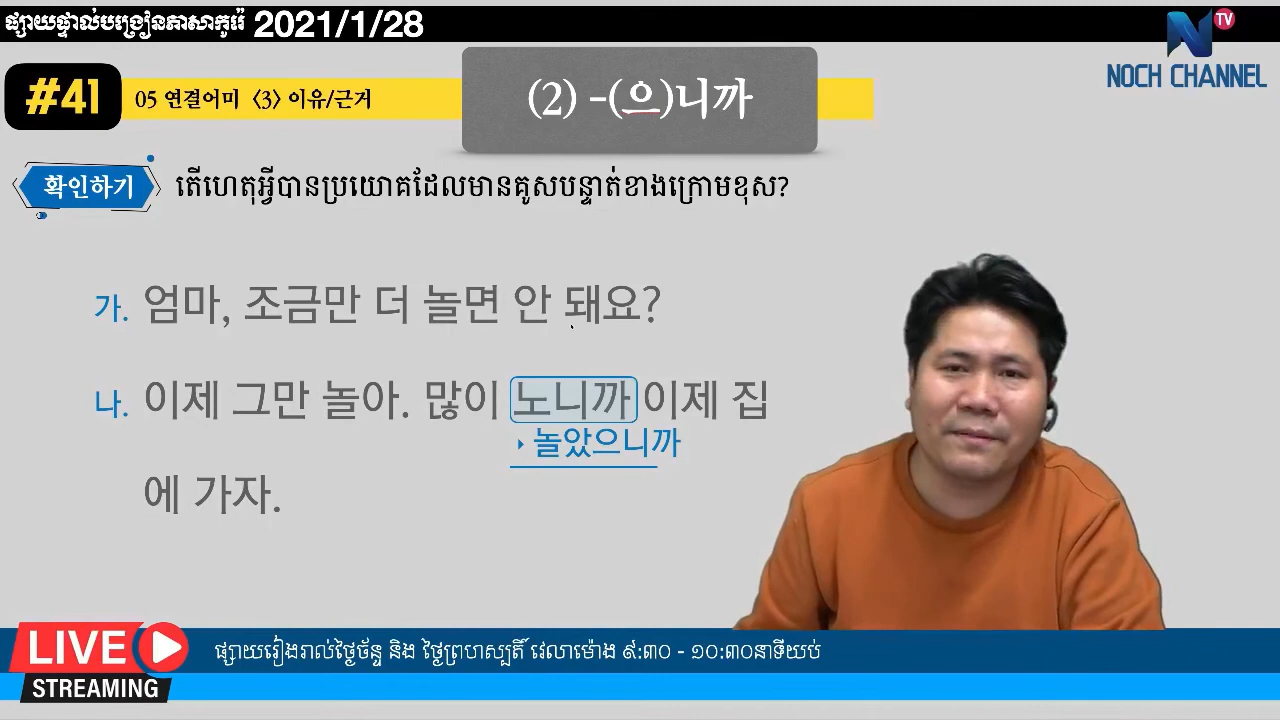 ផ្សាយផ្ទាល់បង្រៀនភាសាកូរ៉េ 2021/1/28
TV
NOCH CHANNEL
#41 05 연결어미 〈3〉 이유/근거
(2) -(으)니까
확인하기 តើហេតុអ្វីបានប្រយោគដែលមានគូសបន្ទាត់ខាងក្រោមខុស?
가. 엄마, 조금만 더 놀면 안 돼요?
나. 이제 그만 놀아. 많이 노니까 이제 집
놀았으니까
에 가자.
LIVE
STREAMING
ផ្សាយរៀងរាល់ថ្ងៃច័ន្ទ និង ថ្ងៃព្រហស្បតិ៍ វេលាម៉ោង ៩:៣០ - ១០:៣០នាទីយប់